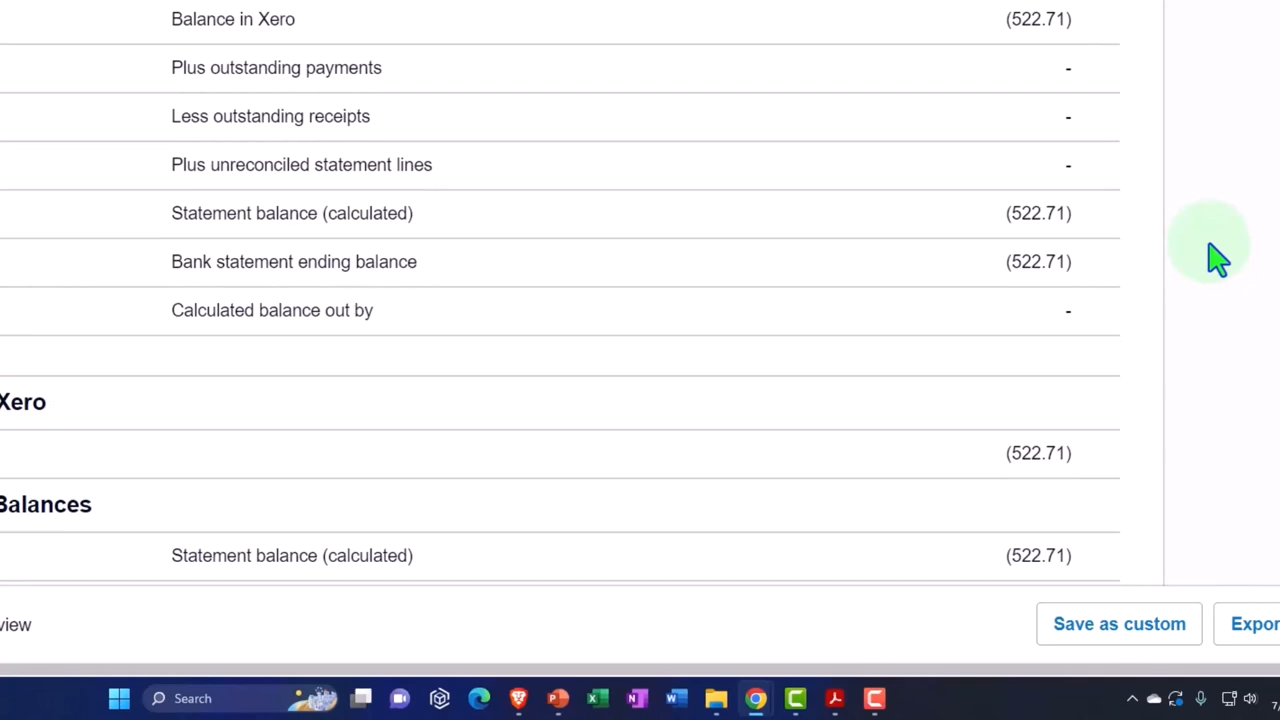 Balance in Xero (522.71)
Plus outstanding payments -
Less outstanding receipts -
Plus unreconciled statement lines -
Statement balance (calculated) (522.71)
Bank statement ending balance (522.71)
Calculated balance out by -
Xero
(522.71)
Balances
Statement balance (calculated) (522.71)
view Save as custom Expor
Search